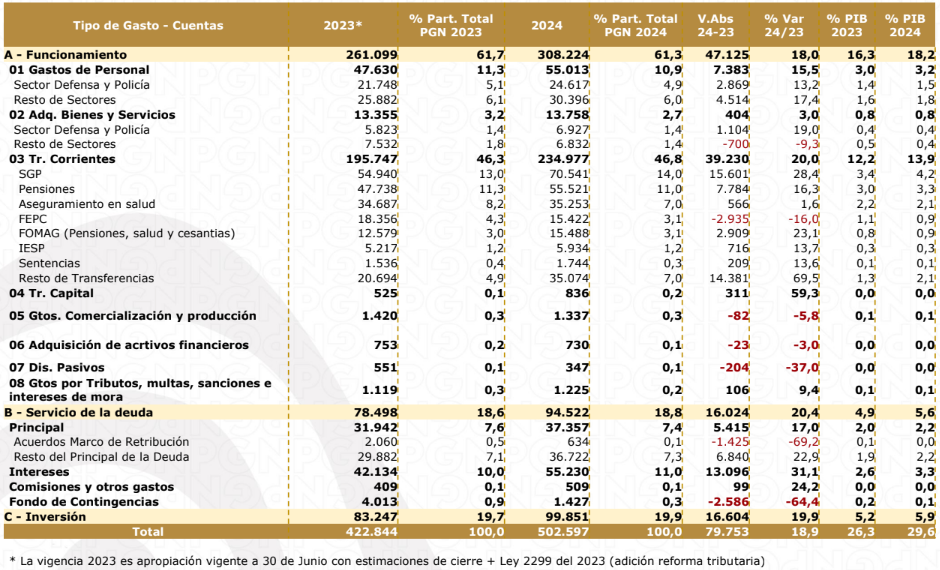 Tipo de Gasto - Cuentas 2023* % Part. Total PGN 2023 2024 % Part. Total PGN 2024 V.Abs 24-23 % Var 24/23 % PIB 2023 % PIB 2024
A - Funcionamiento 261.099 61,7 308.224 61,3 47.125 18,0 16,3 18,2
01 Gastos de Personal 47.630 11,3 55.013 10,9 7.383 15,5 3,0 3,2
Sector Defensa y Policía 21.748 5,1 24.617 4,9 2.869 13,2 1,4 1,5
Resto de Sectores 25.882 6,1 30.396 6,0 4.514 17,4 1,6 1,8
02 Adq. Bienes y Servicios 13.355 3,2 13.758 2,7 404 3,0 0,8 0,8
Sector Defensa y Policía 5.823 1,4 6.927 1,4 1.104 19,0 0,4 0,4
Resto de Sectores 7.532 1,8 6.832 1,4 -700 -9,3 0,5 0,4
03 Tr. Corrientes 195.747 46,3 234.977 46,8 39.230 20,0 12,2 13,9
SGP 54.940 13,0 70.541 14,0 15.601 28,4 3,4 4,2
Pensiones 47.738 11,3 55.521 11,0 7.784 16,3 3,0 3,3
Aseguramiento en salud 34.687 8,2 35.253 7,0 566 1,6 2,2 2,1
FEPC 18.356 4,3 15.422 3,1 -2.935 -16,0 1,1 0,9
FOMAG (Pensiones, salud y cesantias) 12.579 3,0 15.488 3,1 2.909 23,1 0,8 0,9
IESP 5.217 1,2 5.934 1,2 716 13,7 0,3 0,3
Sentencias 1.536 0,4 1.744 0,3 209 13,6 0,1 0,1
Resto de Transferencias 20.694 4,9 35.074 7,0 14.381 69,5 1,3 2,1
04 Tr. Capital 525 0,1 836 0,2 311 59,3 0,0 0,0
05 Gtos. Comercialización y producción 1.420 0,3 1.337 0,3 -82 -5,8 0,1 0,1
06 Adquisición de acrtivos financieros 753 0,2 730 0,1 -23 -3,0 0,0 0,0
07 Dis. Pasivos 551 0,1 347 0,1 -204 -37,0 0,0 0,0
08 Gtos por Tributos, multas, sanciones e
intereses de mora 1.119 0,3 1.225 0,2 106 9,4 0,1 0,1
B - Servicio de la deuda 78.498 18,6 94.522 18,8 16.024 20,4 4,9 5,6
Principal 31.942 7,6 37.357 7,4 5.415 17,0 2,0 2,2
Acuerdos Marco de Retribución 2.060 0,5 634 0,1 -1.425 -69,2 0,1 0,0
Resto del Principal de la Deuda 29.882 7,1 36.722 7,3 6.840 22,9 1,9 2,2
Intereses 42.134 10,0 55.230 11,0 13.096 31,1 2,6 3,3
Comisiones y otros gastos 409 0,1 509 0,1 99 24,2 0,0 0,0
Fondo de Contingencias 4.013 0,9 1.427 0,3 -2.586 -64,4 0,2 0,1
C - Inversión 83.247 19,7 99.851 19,9 16.604 19,9 5,2 5,9
Total 422.844 100,0 502.597 100,0 79.753 18,9 26,3 29,6
* La vigencia 2023 es apropiación vigente a 30 de Junio con estimaciones de cierre + Ley 2299 del 2023 (adición reforma tributaria)